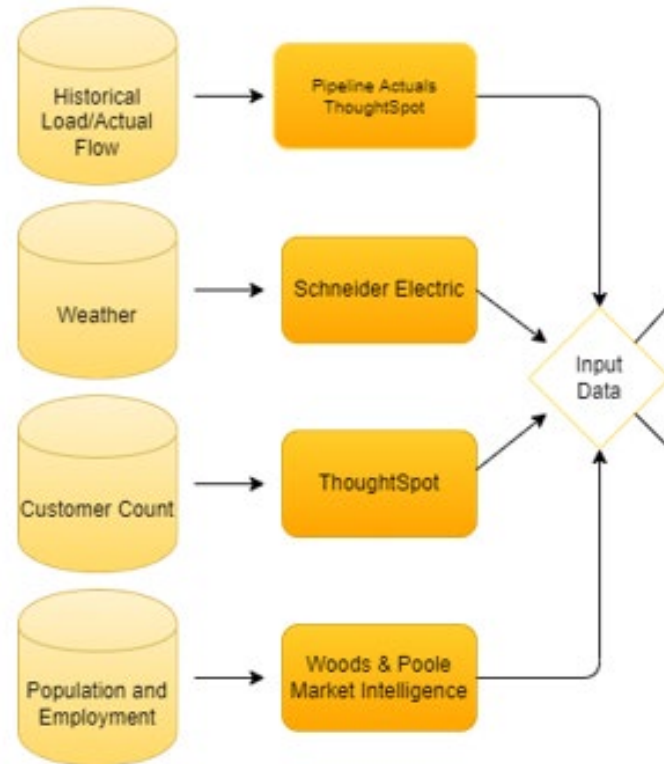 Historical
Load/Actual
Flow
Pipeline Actuals
ThoughtSpot
Weather
Schneider Electric
Input
Data
Customer Count
ThoughtSpot
Population and
Employment
Woods & Poole
Market Intelligence